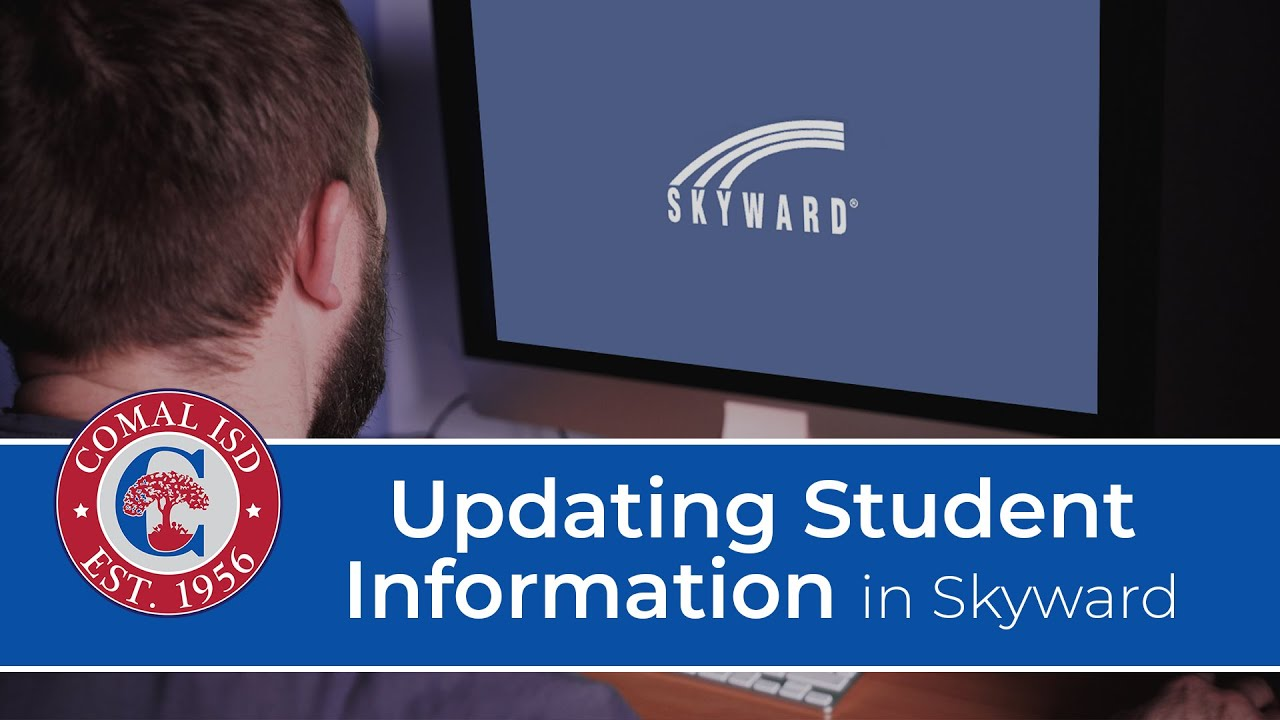 SKYWARD®
COMAL ISD
C
EST. 1956
Updating Student
Information in Skyward